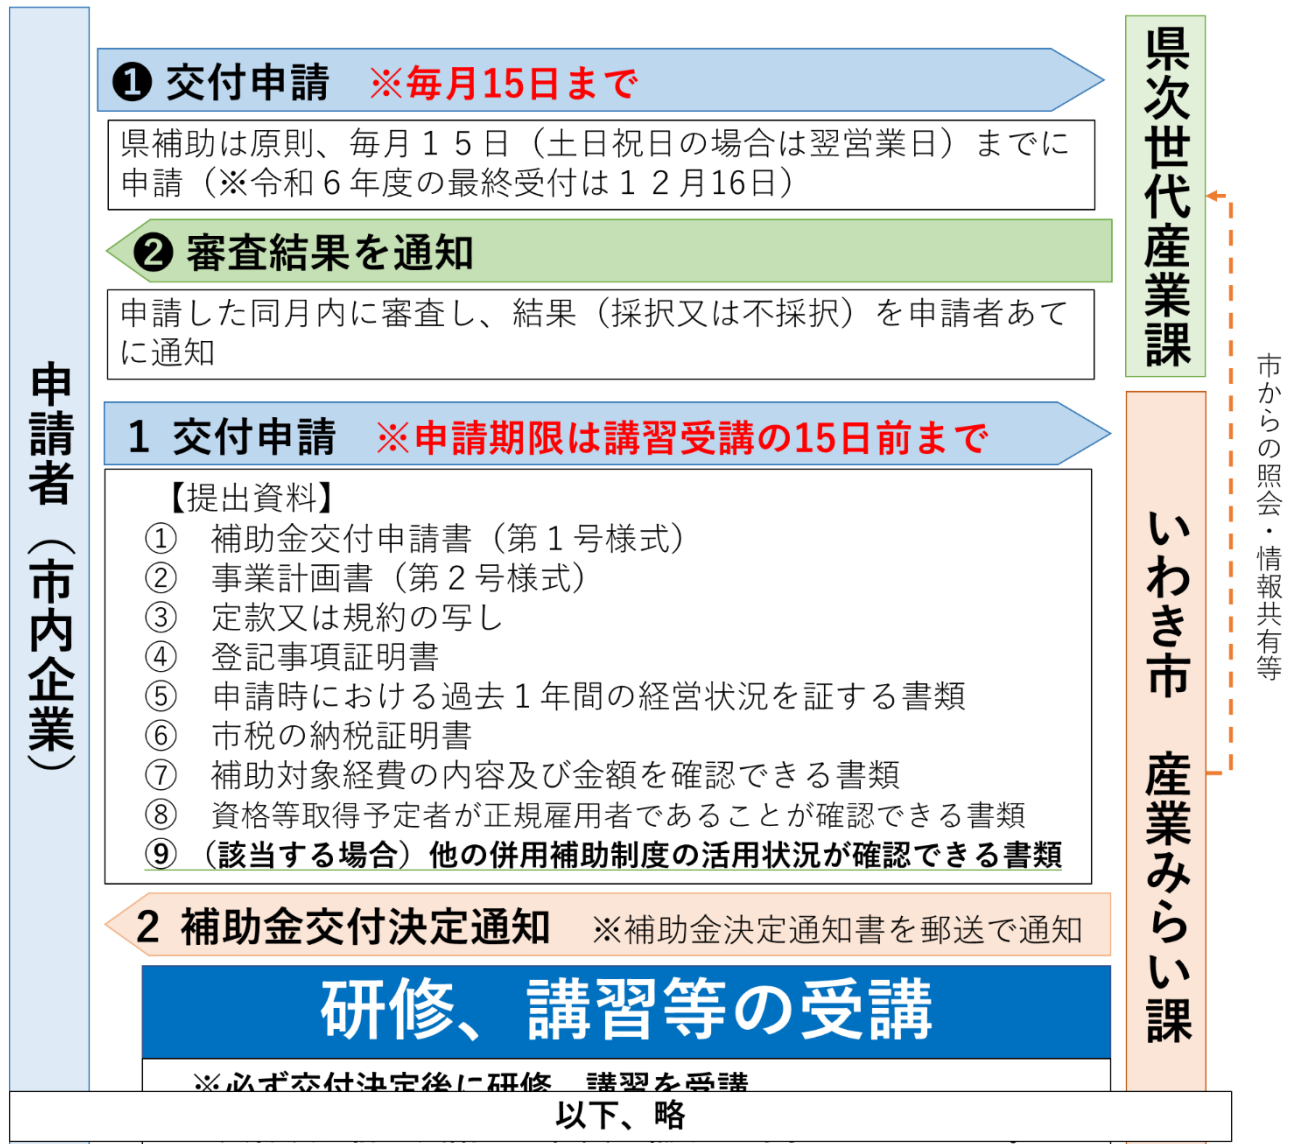 申請者（市内企業）
❶ 交付申請　※毎月15日まで
県補助は原則、毎月１５日（土日祝日の場合は翌営業日）までに
申請（※令和６年度の最終受付は１２月16日）
❷ 審査結果を通知
申請した同月内に審査し、結果（採択又は不採択）を申請者あて
に通知
県次世代産業課
1 交付申請　※申請期限は講習受講の15日前まで
【提出資料】
①　補助金交付申請書（第１号様式）
②　事業計画書（第２号様式）
③　定款又は規約の写し
④　登記事項証明書
⑤　申請時における過去１年間の経営状況を証する書類
⑥　市税の納税証明書
⑦　補助対象経費の内容及び金額を確認できる書類
⑧　資格等取得予定者が正規雇用者であることが確認できる書類
⑨　（該当する場合）他の併用補助制度の活用状況が確認できる書類
2 補助金交付決定通知　※補助金決定通知書を郵送で通知
研修、講習等の受講
※必ず交付決定後に研修、講習を受講
以下、略
いわき市　産業みらい課
市からの照会・情報共有等